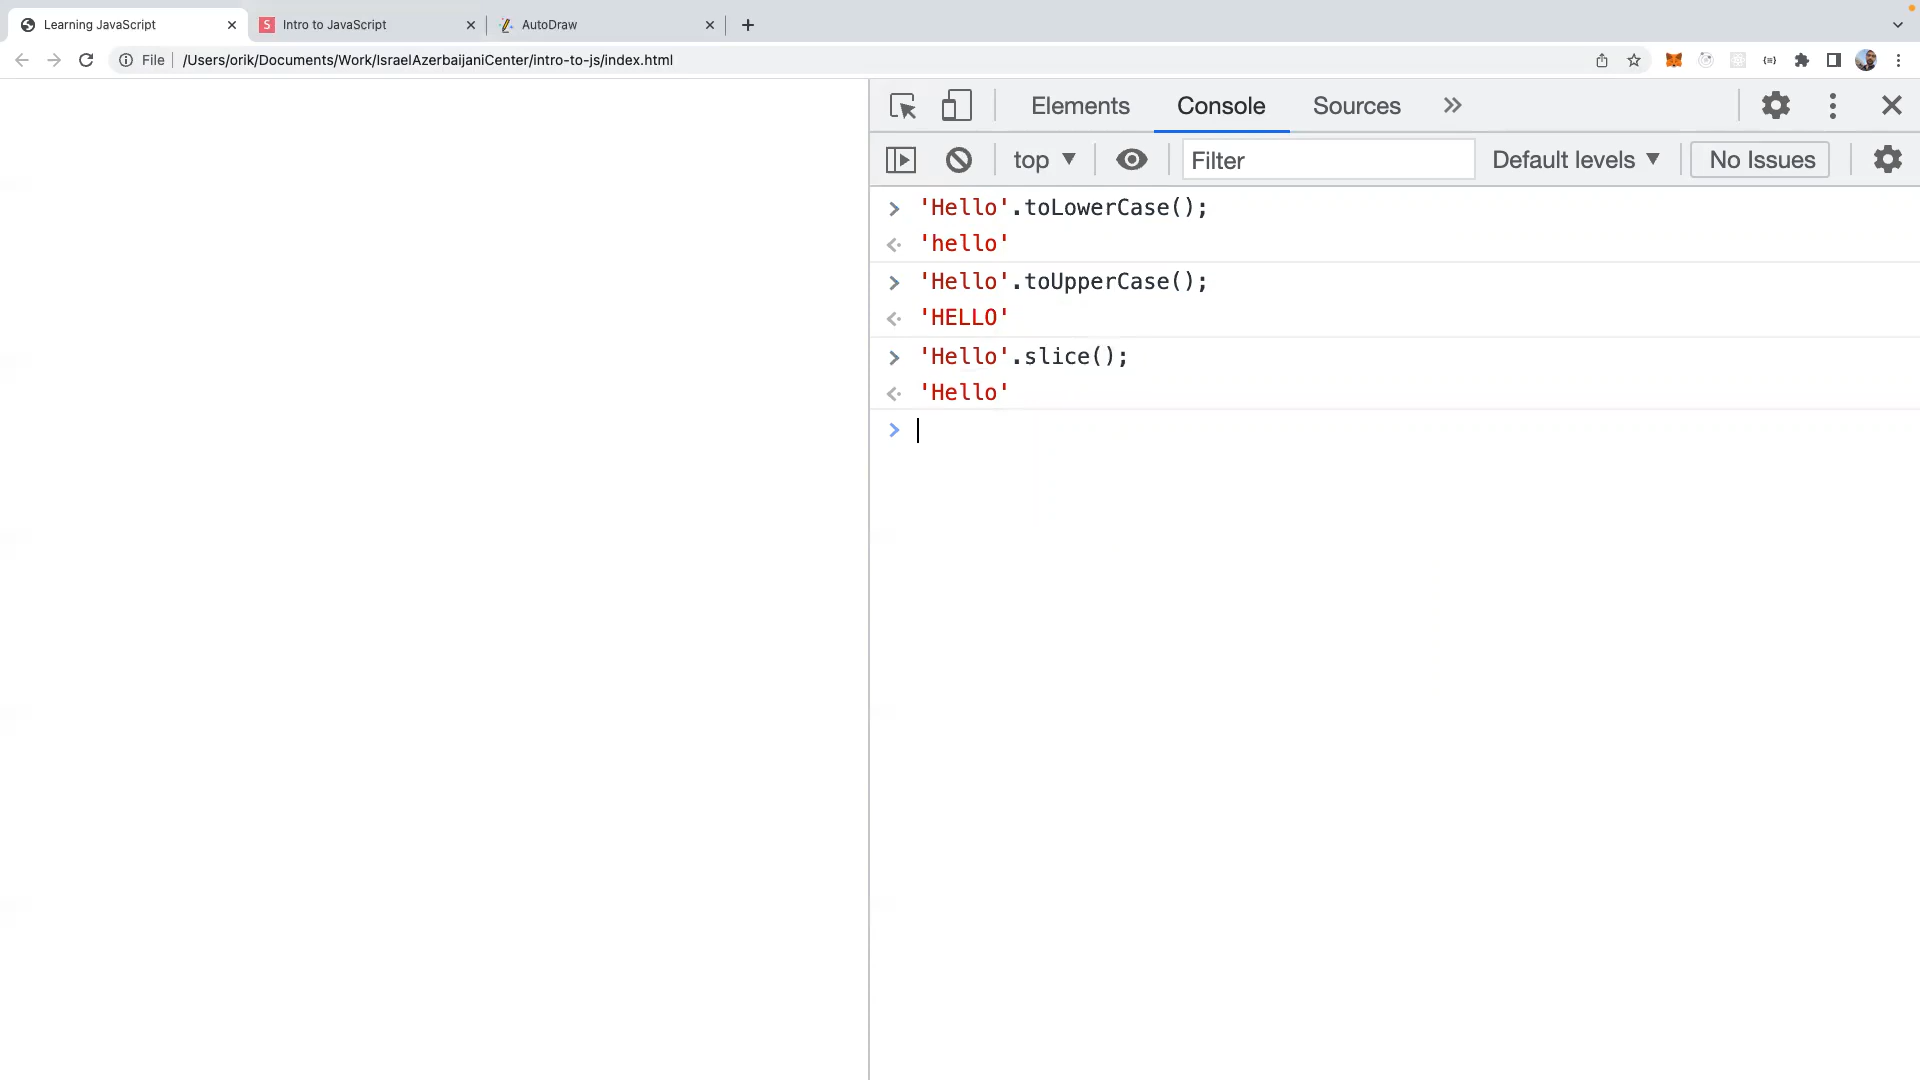 Learning JavaScript
S Intro to JavaScript
AutoDraw
File /Users/orik/Documents/Work/IsraelAzerbaijaniCenter/intro-to-js/index.html
Elements Console Sources
top Filter Default levels No Issues
> 'Hello'.toLowerCase();
'hello'
> 'Hello'.toUpperCase();
'HELLO'
> 'Hello'.slice();
'Hello'
>